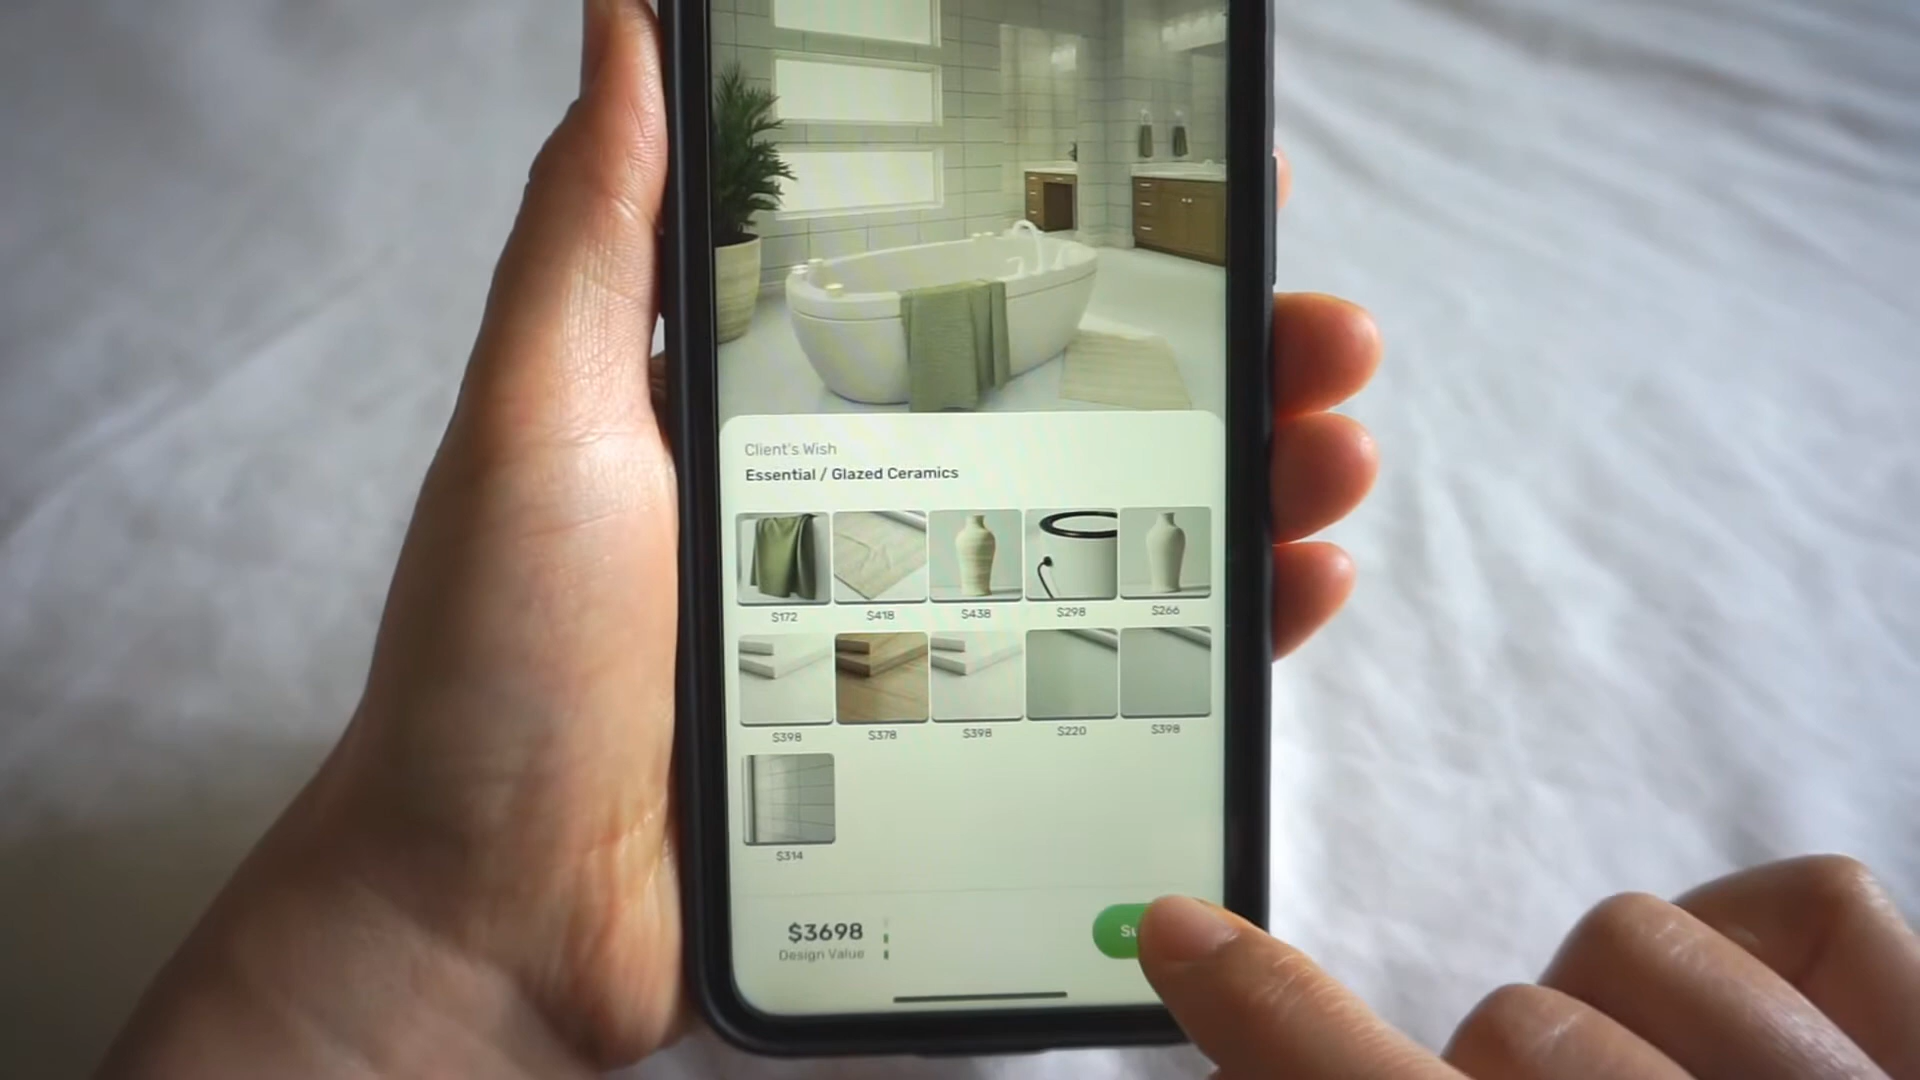 Client's Wish
Essential / Glazed Ceramics
$172 $418 $438 $298 $266
$398 $378 $398 $220 $398
$314
$3698
Design Value